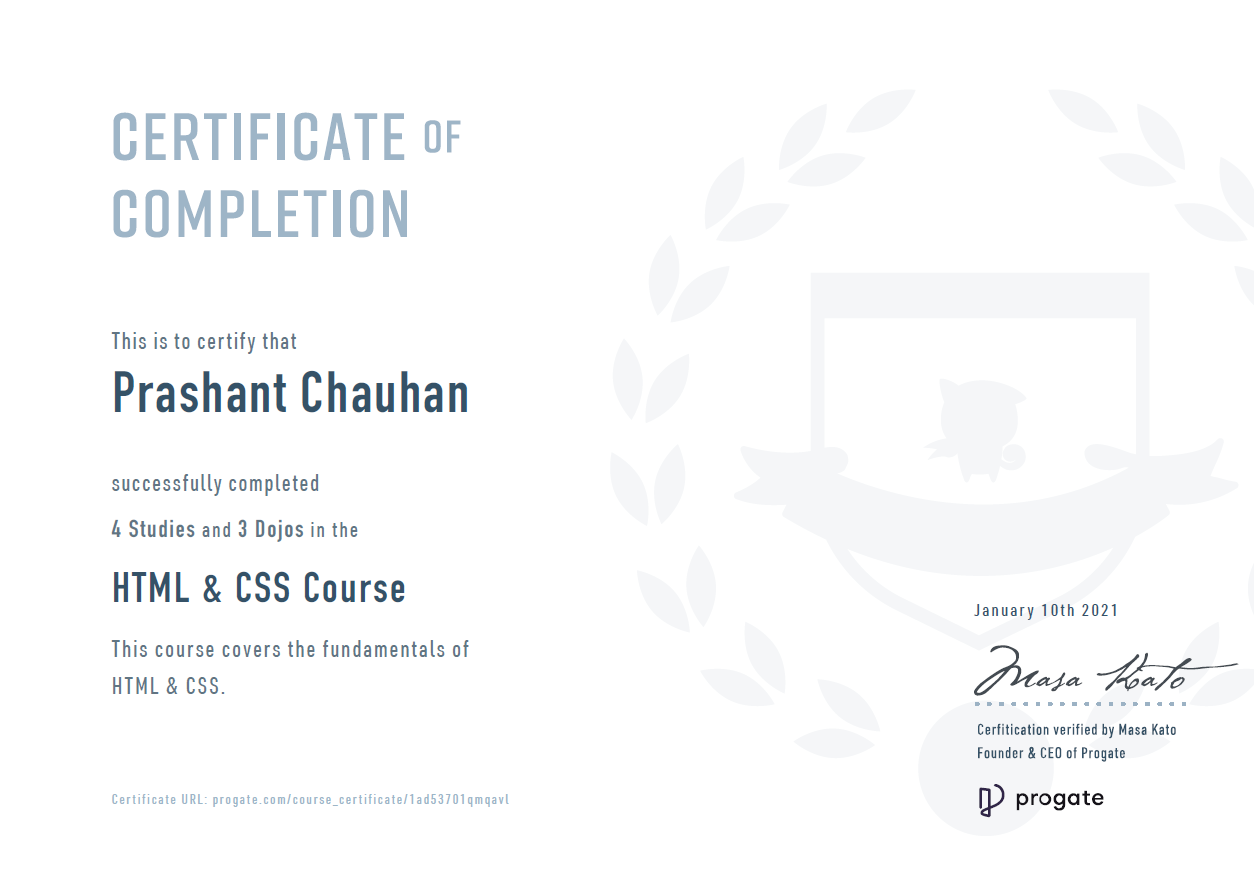 CERTIFICATE OF
COMPLETION
This is to certify that
Prashant Chauhan
successfully completed
4 Studies and 3 Dojos in the
HTML & CSS Course
This course covers the fundamentals of
HTML & CSS.
Certificate URL: progate.com/course_certificate/1ad53701qmqavl
January 10th 2021
Masa Kato
Cerfitication verified by Masa Kato
Founder & CEO of Progate
progate